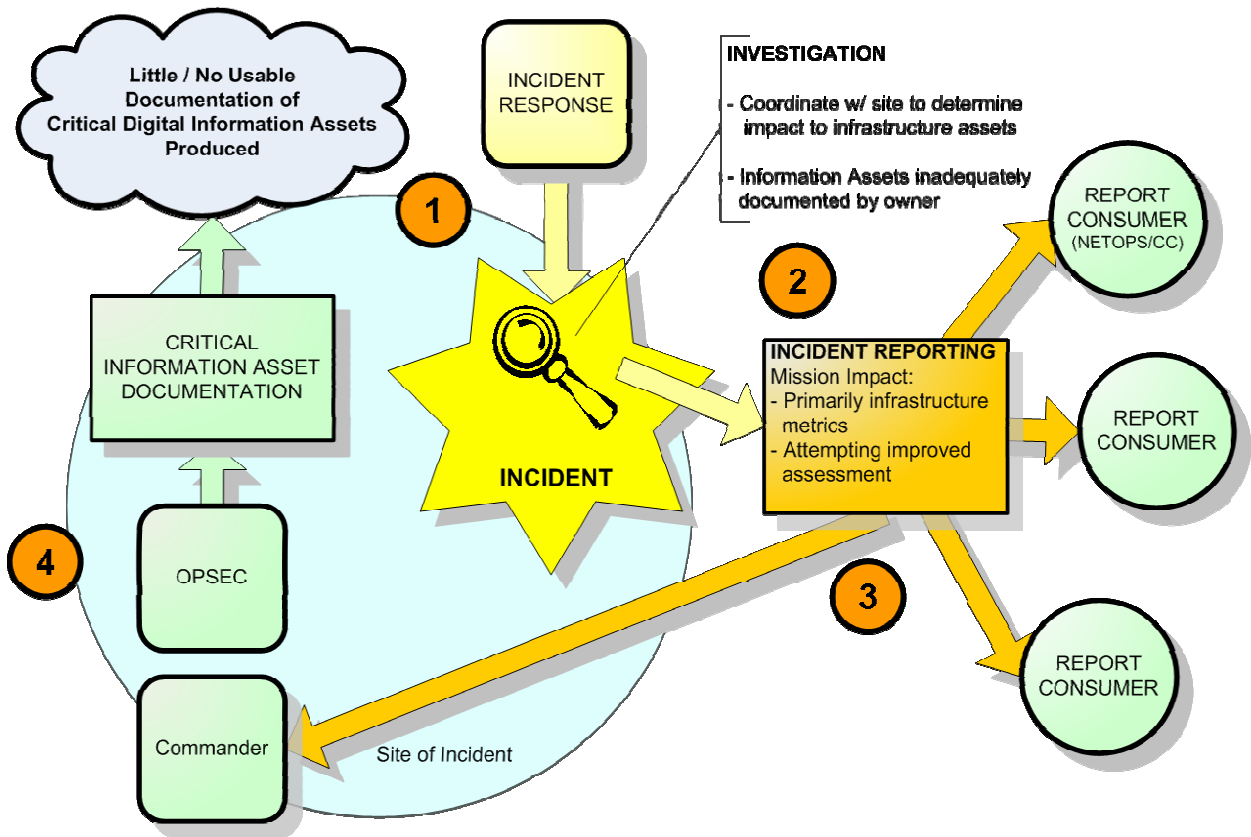 Little / No Usable
Documentation of
Critical Digital Information Assets
Produced
INCIDENT
RESPONSE
INVESTIGATION
- Coordinate w/ site to determine
impact to infrastructure assets
- Information Assets inadequately
documented by owner
1
REPORT
CONSUMER
(NETOPS/CC)
2
CRITICAL
INFORMATION ASSET
DOCUMENTATION
INCIDENT REPORTING
Mission Impact:
- Primarily infrastructure
metrics
- Attempting improved
assessment
REPORT
CONSUMER
INCIDENT
4
OPSEC
3
REPORT
CONSUMER
Commander
Site of Incident